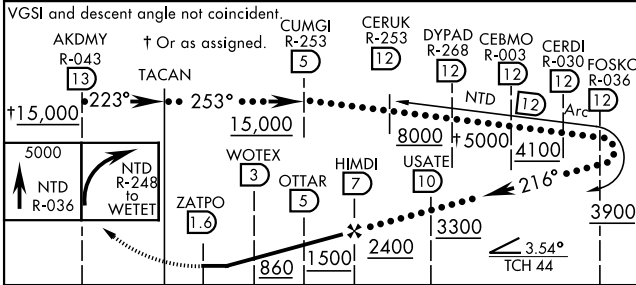 VGSI and descent angle not coincident.
† Or as assigned.
AKDMY
R-043
13
TACAN
CUMGI
R-253
5
CERUK
R-253
12
DYPAD
R-268
12
CEBMO
R-003
12
CERDI
R-030
12
FOSKO
R-036
12
NTD
12
Arc
†15,000
223°
253°
15,000
8000
†5000
4100
216°
3900
5000
NTD
R-036
NTD
R-248
to
WETET
ZATPO
1.6
WOTEX
3
OTTAR
5
HIMDI
7
USATE
10
860
1500
2400
3300
3.54°
TCH 44